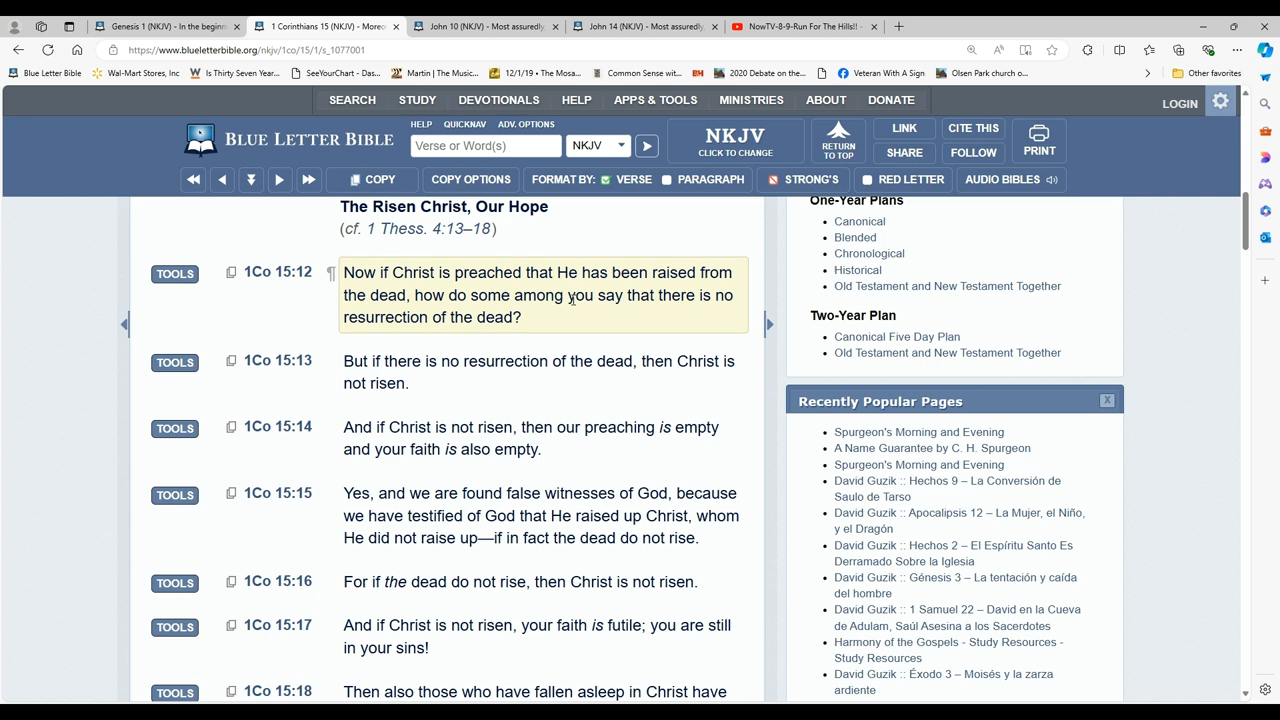 Genesis 1 (NKJV) - In the beginn
1 Corinthians 15 (NKJV) - Moreo
John 10 (NKJV) - Most assuredly
John 14 (NKJV) - Most assuredly
NowTV-8-9-Run For The Hills!! -
https://www.blueletterbible.org/nkjv/1co/15/1/s_1077001
Blue Letter Bible
Wal-Mart Stores, Inc
Is Thirty Seven Year...
SeeYourChart - Das...
Martin | The Music...
12/1/19 • The Mosa...
Common Sense wit...
2020 Debate on the...
Veteran With A Sign
Olsen Park church o...
Other favorites
SEARCH STUDY DEVOTIONALS HELP APPS & TOOLS MINISTRIES ABOUT DONATE
LOGIN
BLUE LETTER BIBLE
HELP QUICKNAV ADV. OPTIONS
Verse or Word(s)
NKJV
NKJV
CLICK TO CHANGE
RETURN
TO TOP
LINK
CITE THIS
SHARE
FOLLOW
PRINT
COPY
COPY OPTIONS
FORMAT BY: VERSE PARAGRAPH
STRONG'S
RED LETTER
AUDIO BIBLES
The Risen Christ, Our Hope
(cf. 1 Thess. 4:13–18)
TOOLS
1Co 15:12
¶
Now if Christ is preached that He has been raised from
the dead, how do some among you say that there is no
resurrection of the dead?
TOOLS
1Co 15:13
But if there is no resurrection of the dead, then Christ is
not risen.
TOOLS
1Co 15:14
And if Christ is not risen, then our preaching is empty
and your faith is also empty.
TOOLS
1Co 15:15
Yes, and we are found false witnesses of God, because
we have testified of God that He raised up Christ, whom
He did not raise up—if in fact the dead do not rise.
TOOLS
1Co 15:16
For if the dead do not rise, then Christ is not risen.
TOOLS
1Co 15:17
And if Christ is not risen, your faith is futile; you are still
in your sins!
TOOLS
1Co 15:18
Then also those who have fallen asleep in Christ have
One-Year Plans
Canonical
Blended
Chronological
Historical
Old Testament and New Testament Together
Two-Year Plan
Canonical Five Day Plan
Old Testament and New Testament Together
Recently Popular Pages
X
Spurgeon's Morning and Evening
A Name Guarantee by C. H. Spurgeon
Spurgeon's Morning and Evening
David Guzik :: Hechos 9 – La Conversión de
Saulo de Tarso
David Guzik :: Apocalipsis 12 – La Mujer, el Niño,
y el Dragón
David Guzik :: Hechos 2 – El Espíritu Santo Es
Derramado Sobre la Iglesia
David Guzik :: Génesis 3 – La tentación y caída
del hombre
David Guzik :: 1 Samuel 22 – David en la Cueva
de Adulam, Saúl Asesina a los Sacerdotes
Harmony of the Gospels - Study Resources -
Study Resources
David Guzik :: Éxodo 3 – Moisés y la zarza
ardiente